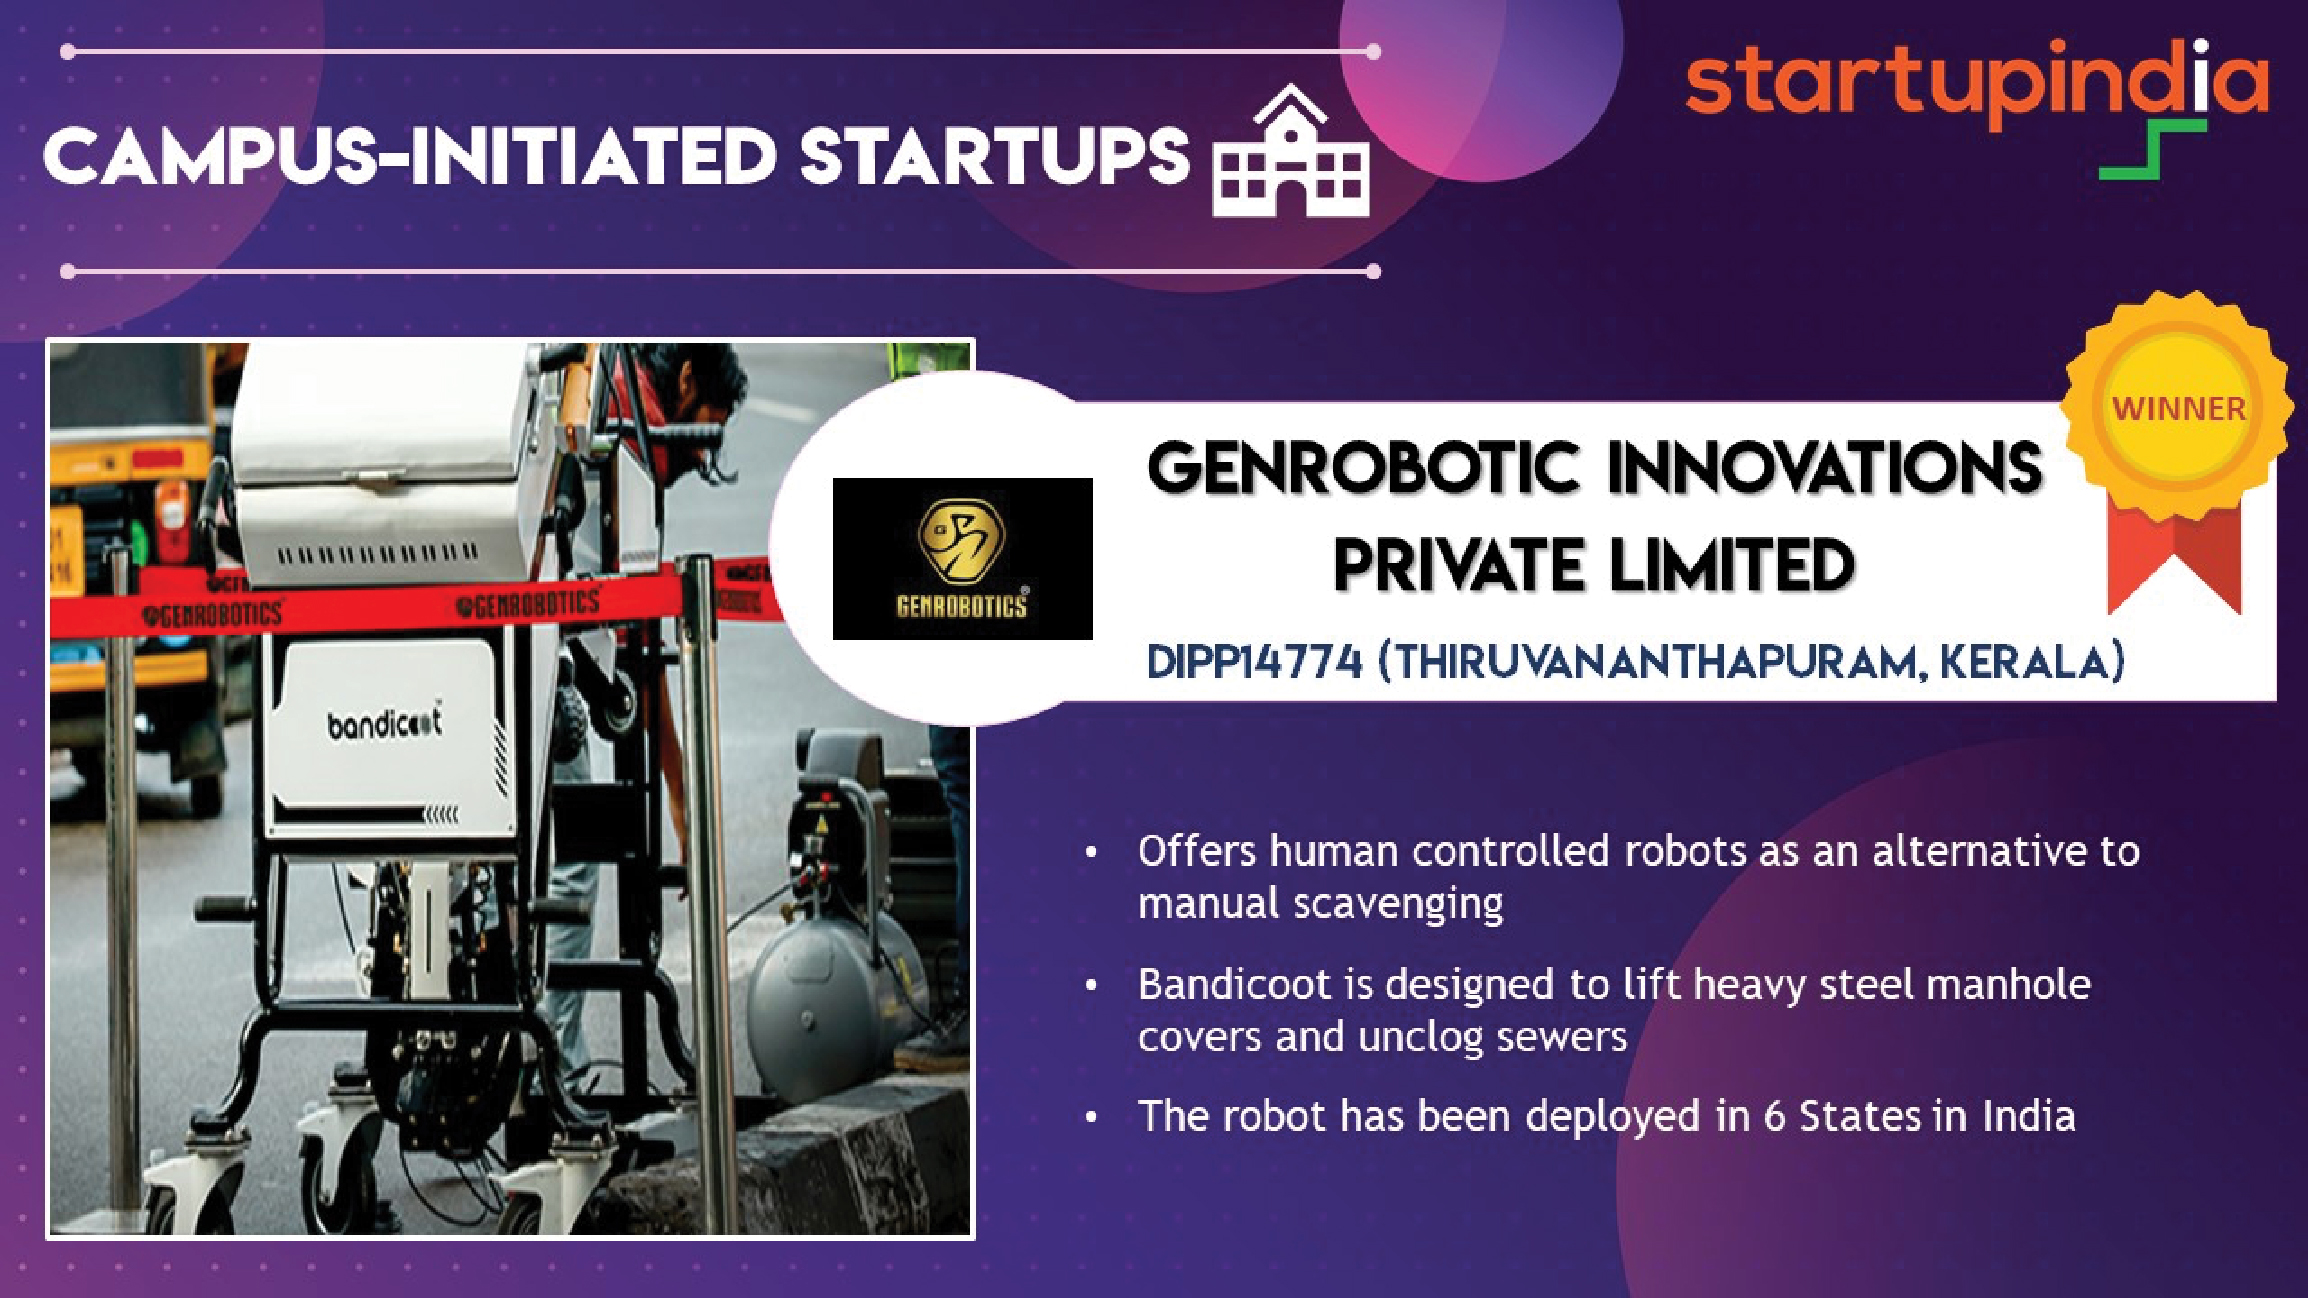 startupindia
CAMPUS-INITIATED STARTUPS
WINNER
GENROBOTIC INNOVATIONS
PRIVATE LIMITED
DIPP14774 (THIRUVANANTHAPURAM, KERALA)
GENROBOTICS®
GENROBOTICS
GENROBOTICS
bandicoot
• Offers human controlled robots as an alternative to
manual scavenging
• Bandicoot is designed to lift heavy steel manhole
covers and unclog sewers
• The robot has been deployed in 6 States in India